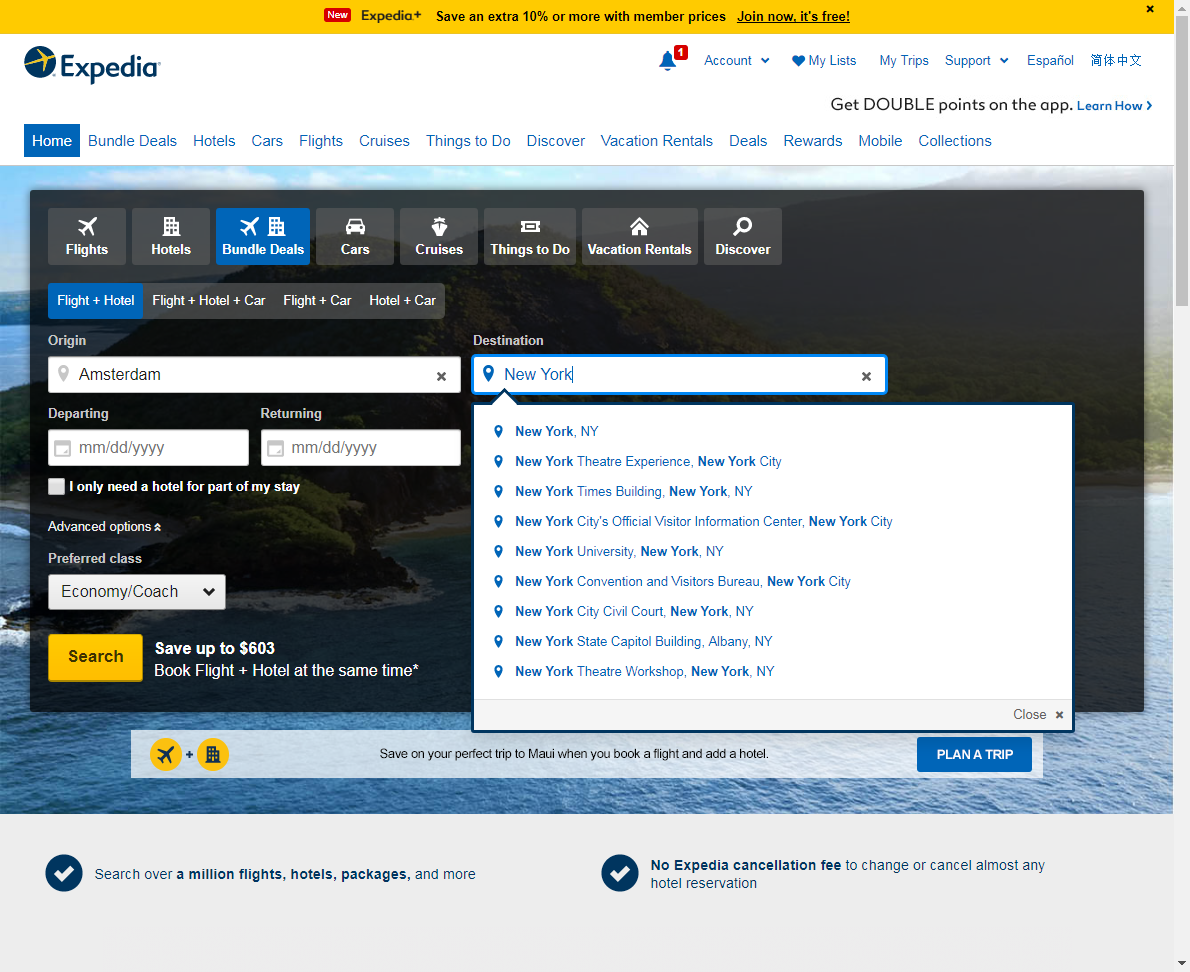 New Expedia+ Save an extra 10% or more with member prices Join now, it's free!
Expedia
1 Account My Lists My Trips Support Español 简体中文
Get DOUBLE points on the app. Learn How
Home Bundle Deals Hotels Cars Flights Cruises Things to Do Discover Vacation Rentals Deals Rewards Mobile Collections
Flights Hotels Bundle Deals Cars Cruises Things to Do Vacation Rentals Discover
Flight + Hotel Flight + Hotel + Car Flight + Car Hotel + Car
Origin Destination
Amsterdam New York
Departing Returning
mm/dd/yyyy mm/dd/yyyy
I only need a hotel for part of my stay
Advanced options
Preferred class
Economy/Coach
Search
Save up to $603
Book Flight + Hotel at the same time*
New York, NY
New York Theatre Experience, New York City
New York Times Building, New York, NY
New York City's Official Visitor Information Center, New York City
New York University, New York, NY
New York Convention and Visitors Bureau, New York City
New York City Civil Court, New York, NY
New York State Capitol Building, Albany, NY
New York Theatre Workshop, New York, NY
Close
+ Save on your perfect trip to Maui when you book a flight and add a hotel. PLAN A TRIP
Search over a million flights, hotels, packages, and more
No Expedia cancellation fee to change or cancel almost any
hotel reservation